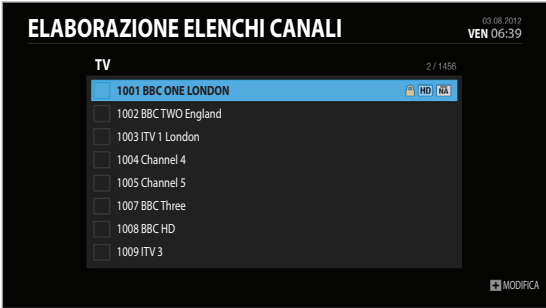 ELABORAZIONE ELENCHI CANALI
03.08.2012
VEN 06:39
TV
2 / 1456
1001 BBC ONE LONDON HD NA
1002 BBC TWO England
1003 ITV 1 London
1004 Channel 4
1005 Channel 5
1007 BBC Three
1008 BBC HD
1009 ITV 3
MODIFICA